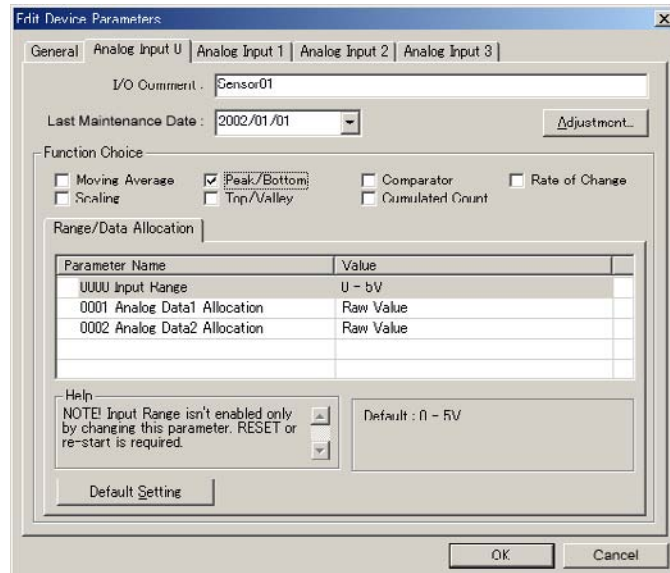 Edit Device Parameters
General Analog Input 0 Analog Input 1 Analog Input 2 Analog Input 3
I/O Comment : Sensor01
Last Maintenance Date : 2002/01/01 Adjustment...
Function Choice
Moving Average Peak/Bottom Comparator Rate of Change
Scaling Top/Valley Cumulated Count
Range/Data Allocation
Parameter Name Value
0000 Input Range 0 - 5V
0001 Analog Data1 Allocation Raw Value
0002 Analog Data2 Allocation Raw Value
Help
NOTE! Input Range isn't enabled only
by changing this parameter. RESET or
re-start is required.
Default : 0 - 5V
Default Setting
OK Cancel